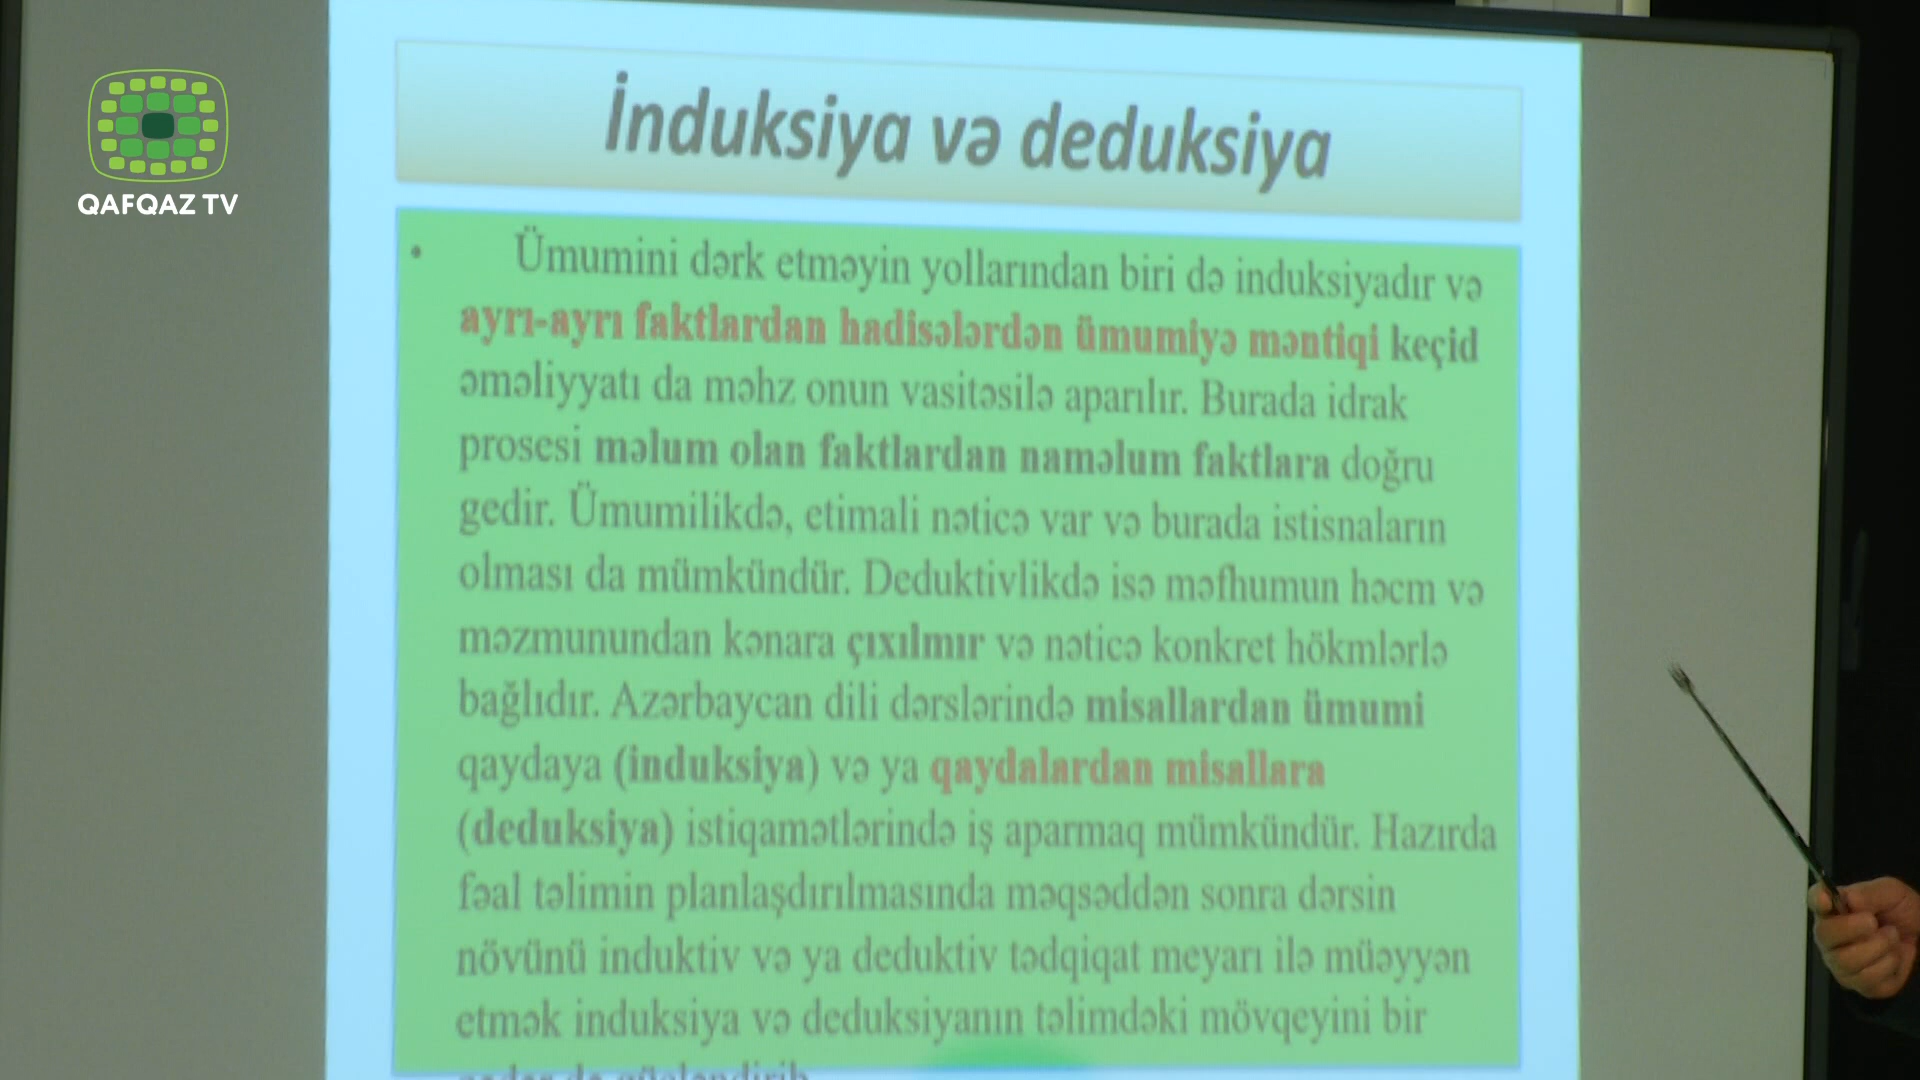 QAFQAZ TV
İnduksiya və deduksiya
• Ümumini dərk etməyin yollarından biri də induksiyadır və
ayrı-ayrı faktlardan hadisələrdən ümumiyə məntiqi keçid
əməliyyatı da məhz onun vasitəsilə aparılır. Burada idrak
prosesi məlum olan faktlardan naməlum faktlara doğru
gedir. Ümumilikdə, etimali nəticə var və burada istisnaların
olması da mümkündür. Deduktivlikdə isə məfhumun həcm və
məzmunundan kənara çıxılmır və nəticə konkret hökmlərlə
bağlıdır. Azərbaycan dili dərslərində misallardan ümumi
qaydaya (induksiya) və ya qaydalardan misallara
(deduksiya) istiqamətlərində iş aparmaq mümkündür. Hazırda
fəal təlimin planlaşdırılmasında məqsəddən sonra dərsin
növünü induktiv və ya deduktiv tədqiqat meyarı ilə müəyyən
etmək induksiya və deduksiyanın təlimdəki mövqeyini bir